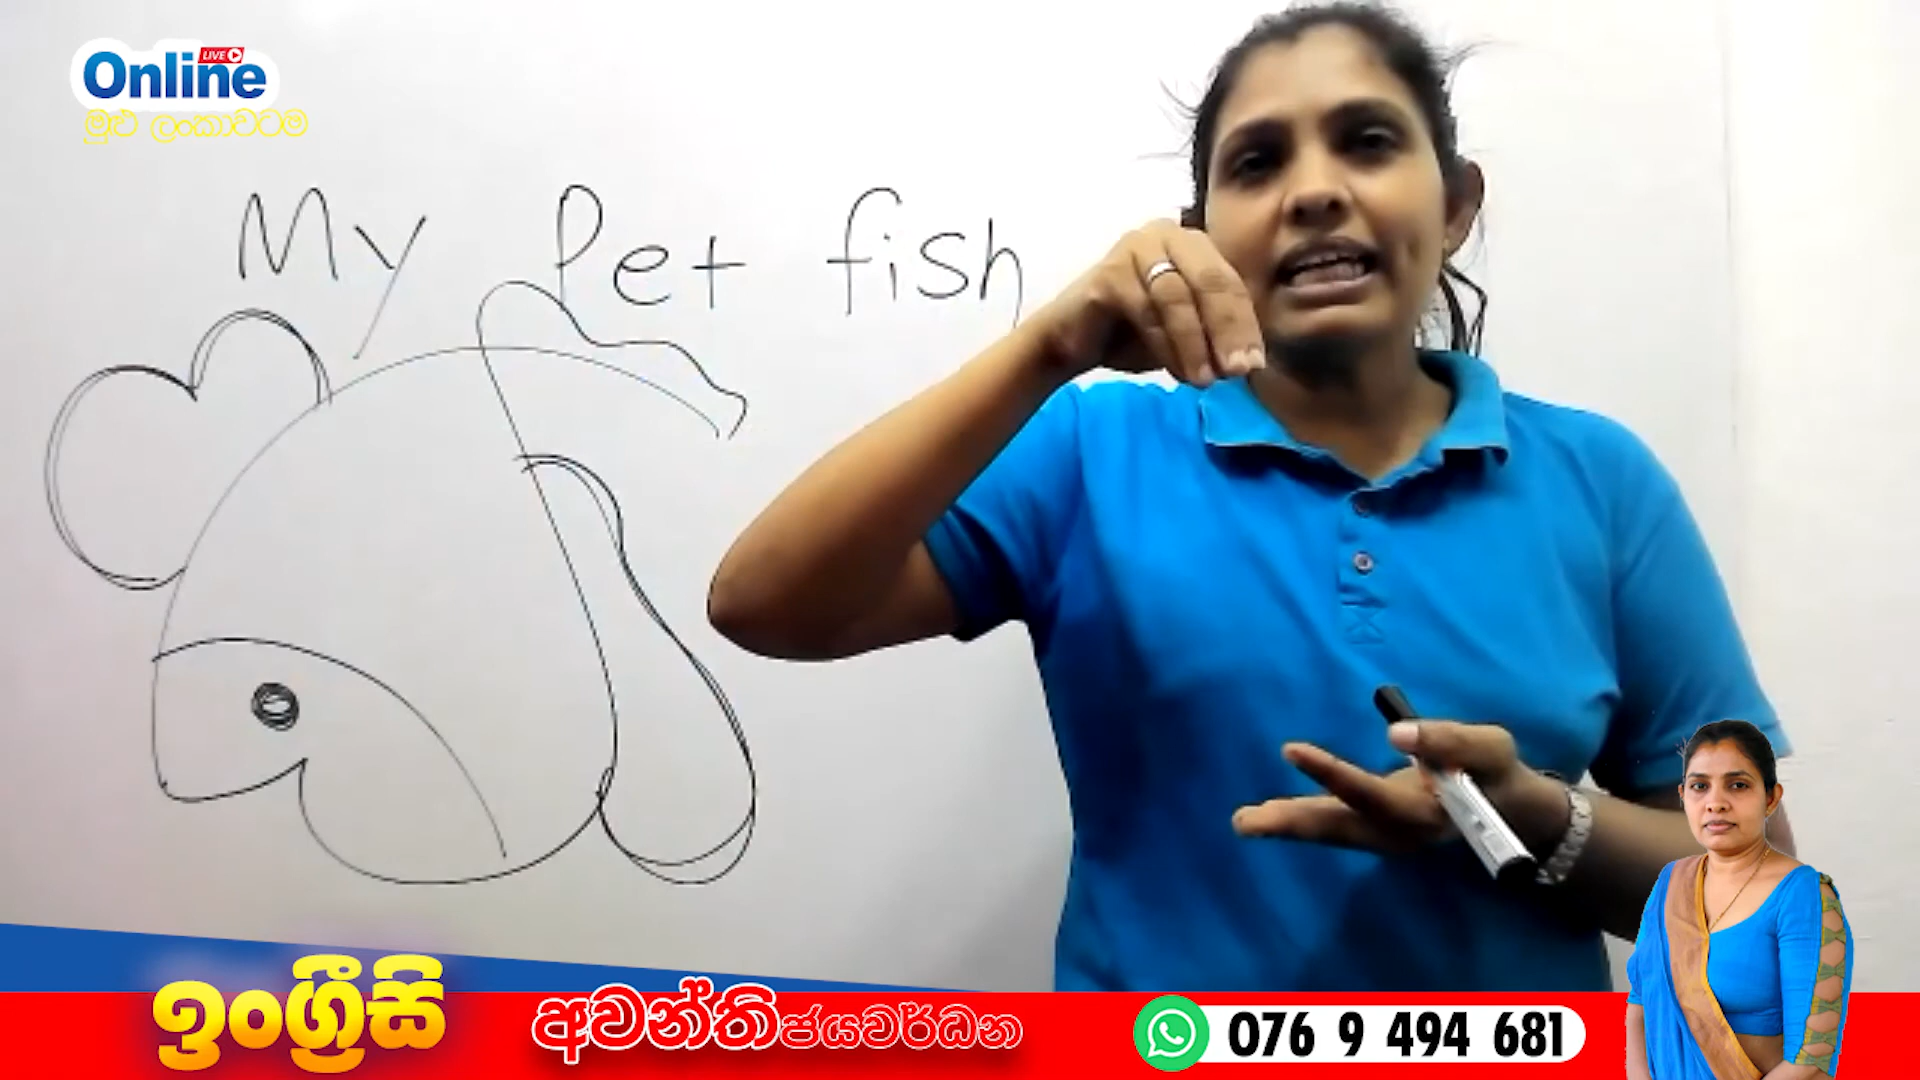 LIVE
Online
මුළු ලංකාවටම
My Pet fish
ඉංග්‍රීසි
අවන්ති ජයවර්ධන
076 9 494 681